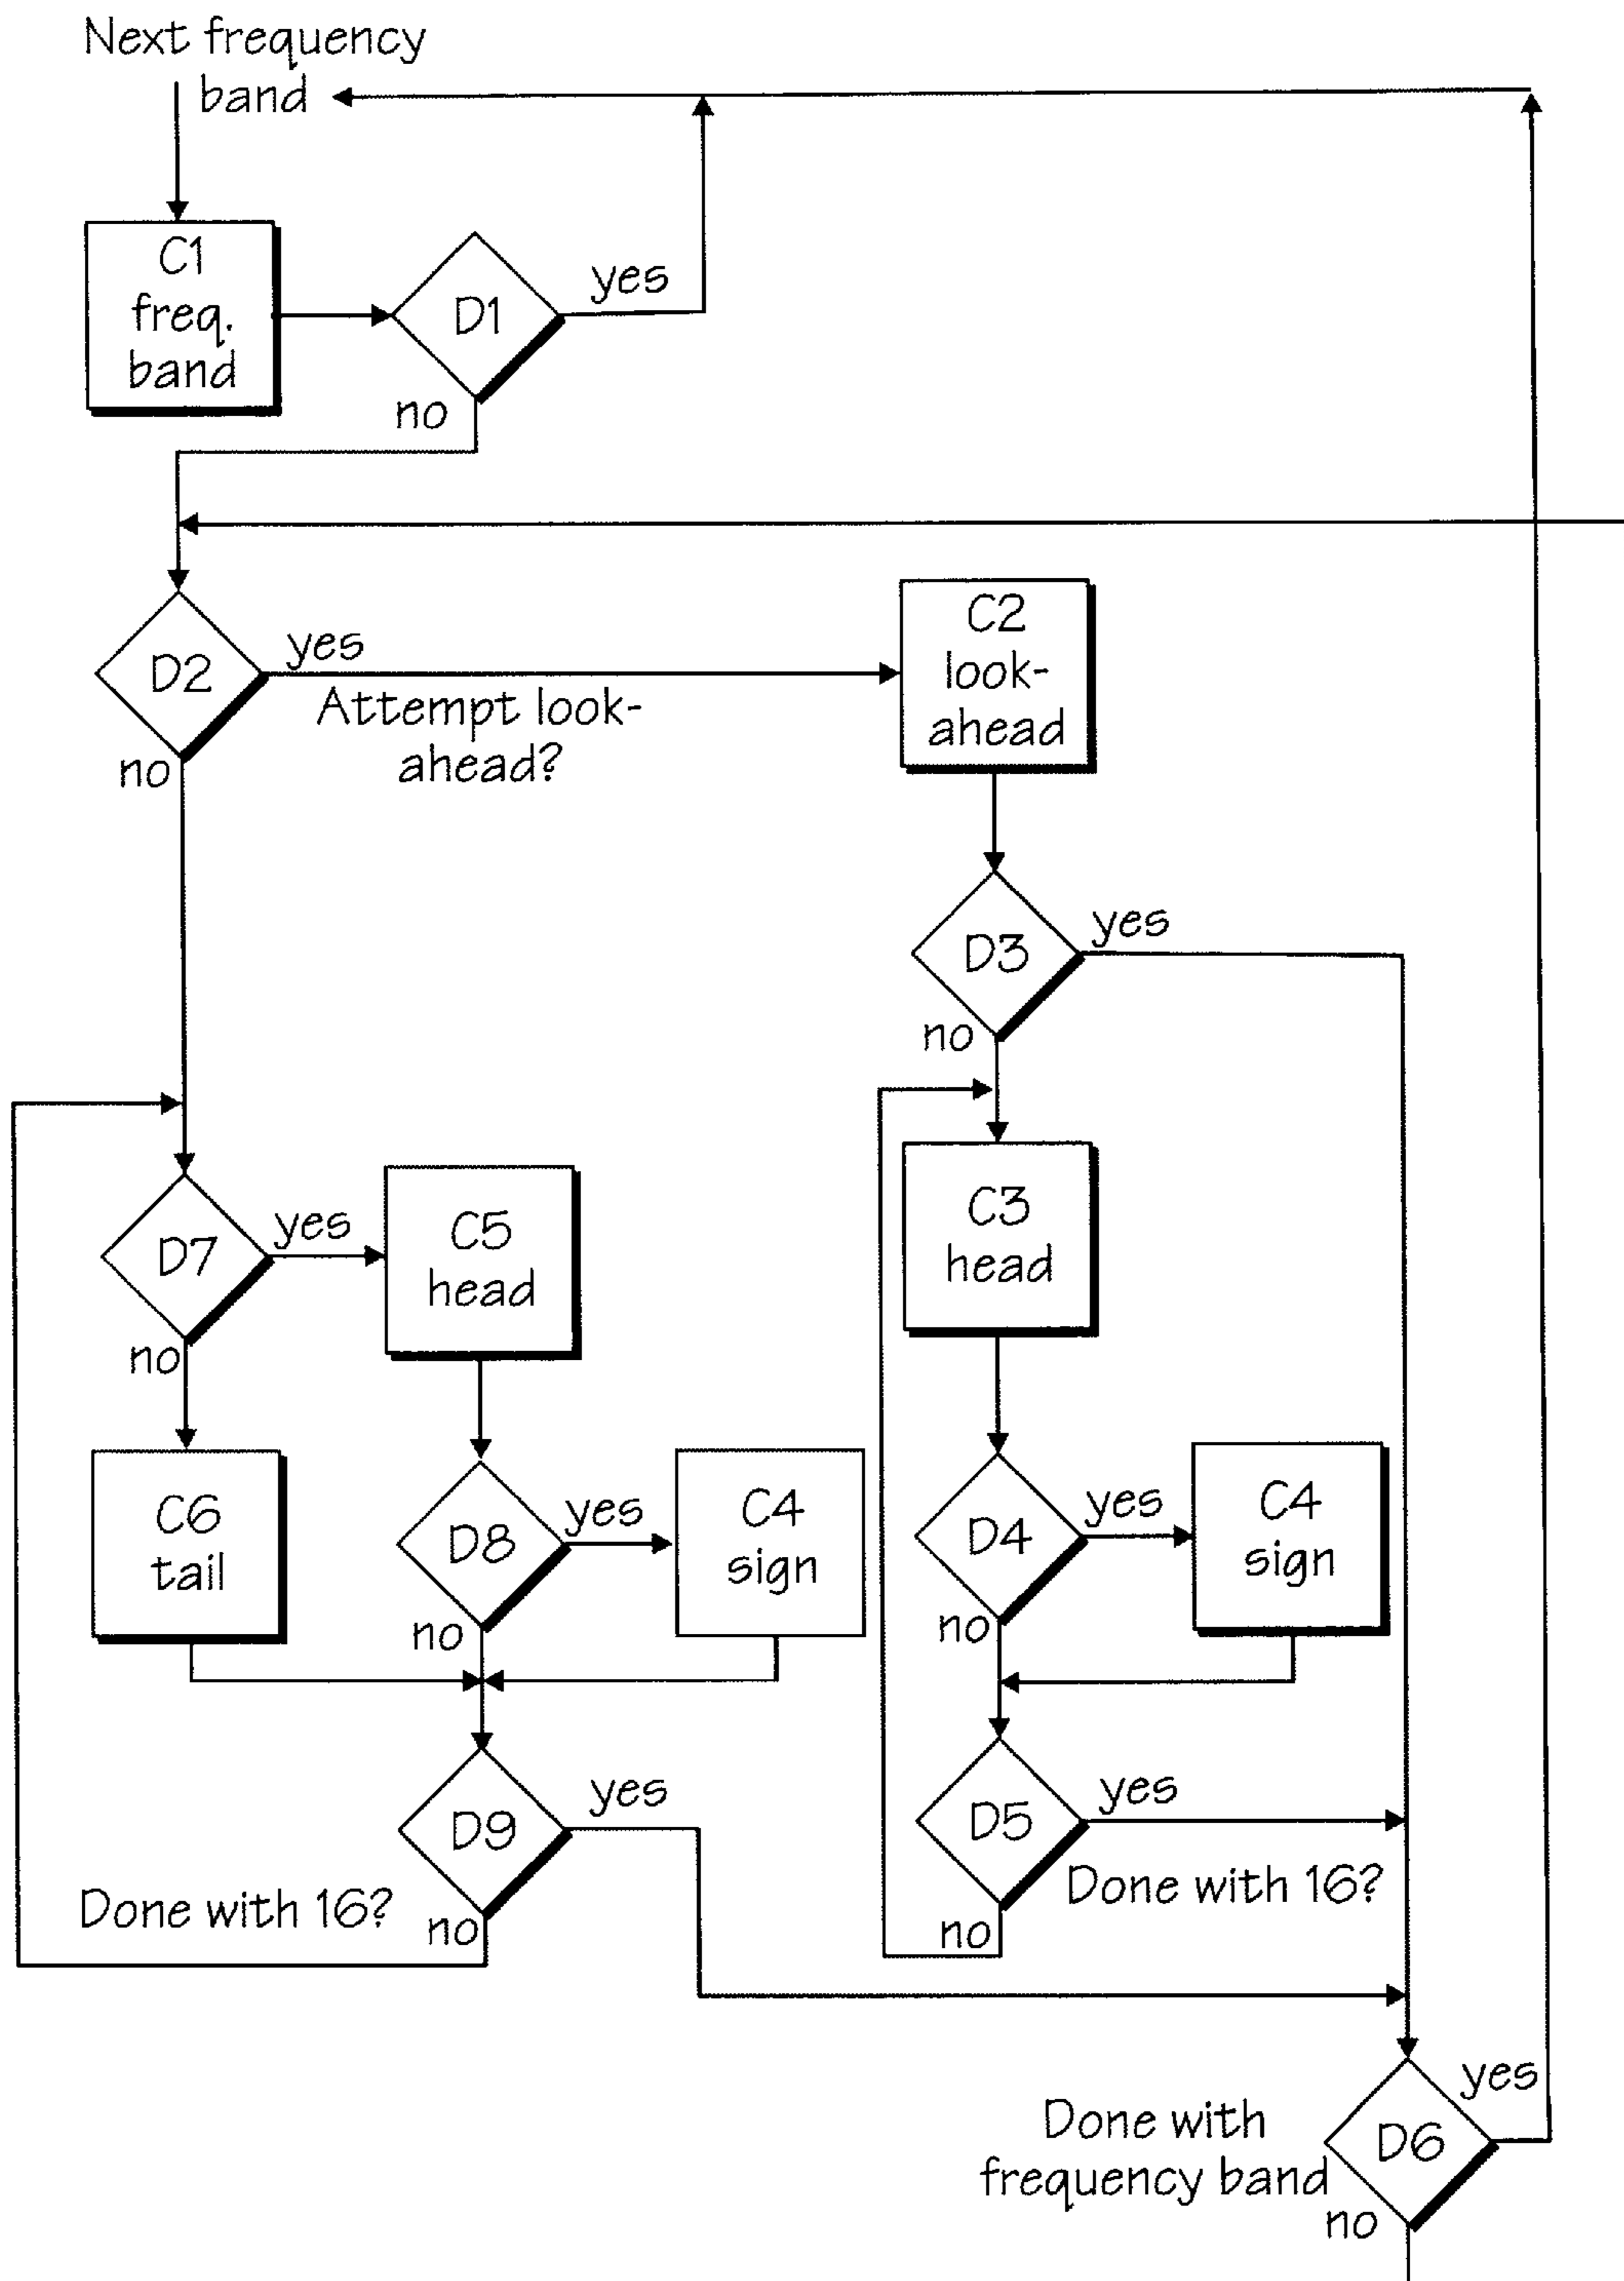 Next frequency
band
C1
freq.
band
D1
yes
no
D2
yes
Attempt look-
ahead?
no
C2
look-
ahead
D3
yes
no
C3
head
D7
yes
no
C5
head
C6
tail
D8
yes
no
C4
sign
D4
yes
no
C4
sign
D9
yes
Done with 16?
no
D5
yes
Done with 16?
no
D6
yes
Done with
frequency band
no